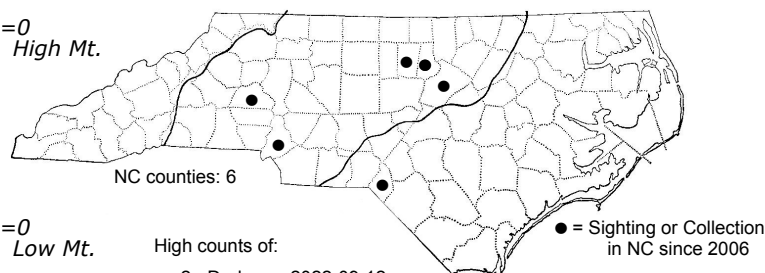 =0
High Mt.
NC counties: 6
=0
Low Mt.
High counts of:
● = Sighting or Collection
in NC since 2006